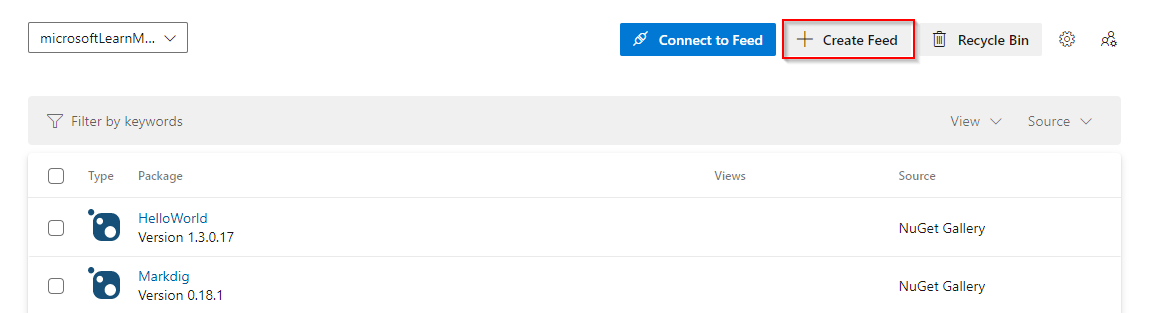 microsoftLearnM...
Connect to Feed
Create Feed
Recycle Bin
Filter by keywords
View
Source
Type Package Views Source
HelloWorld
Version 1.3.0.17
NuGet Gallery
Markdig
Version 0.18.1
NuGet Gallery